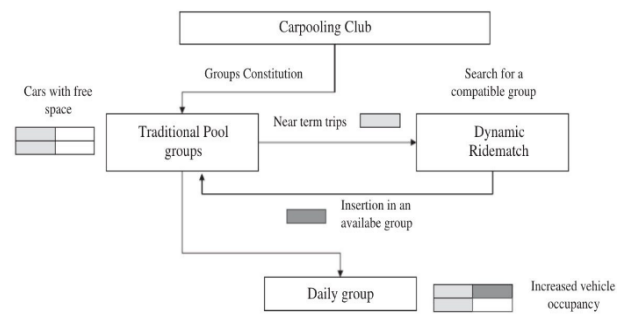 Carpooling Club
Groups Constitution
Search for a
compatible group
Cars with free
space
Traditional Pool
groups
Near term trips
Dynamic
Ridematch
Insertion in an
availabe group
Daily group
Increased vehicle
occupancy